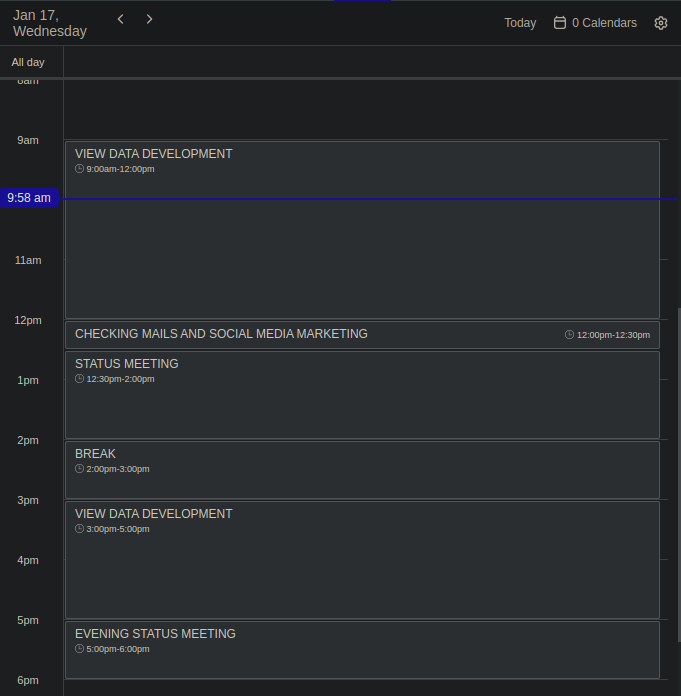 Jan 17,
Wednesday
Today
0 Calendars
All day
8am
9am
VIEW DATA DEVELOPMENT
9:00am-12:00pm
9:58 am
11am
12pm
CHECKING MAILS AND SOCIAL MEDIA MARKETING 12:00pm-12:30pm
STATUS MEETING
12:30pm-2:00pm
1pm
2pm
BREAK
2:00pm-3:00pm
3pm
VIEW DATA DEVELOPMENT
3:00pm-5:00pm
4pm
5pm
EVENING STATUS MEETING
5:00pm-6:00pm
6pm